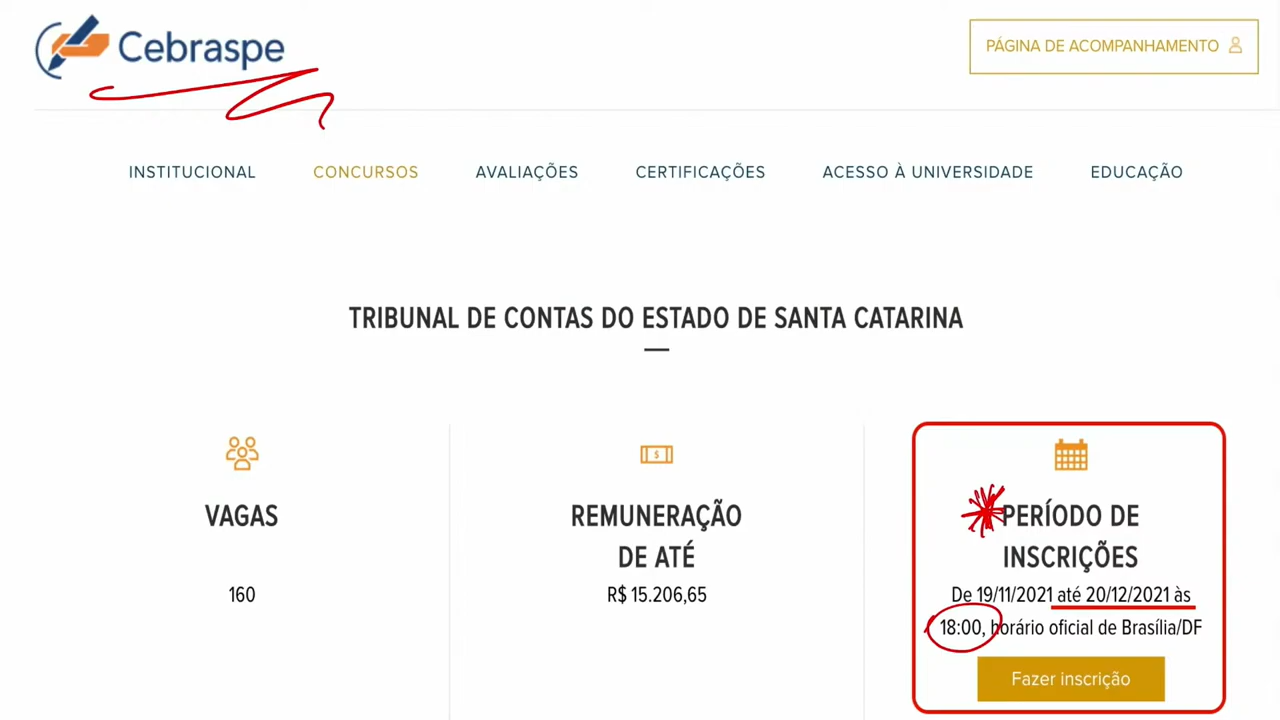 Cebraspe
PÁGINA DE ACOMPANHAMENTO
INSTITUCIONAL
CONCURSOS
AVALIAÇÕES
CERTIFICAÇÕES
ACESSO À UNIVERSIDADE
EDUCAÇÃO
TRIBUNAL DE CONTAS DO ESTADO DE SANTA CATARINA
VAGAS
160
REMUNERAÇÃO
DE ATÉ
R$ 15.206,65
PERÍODO DE
INSCRIÇÕES
De 19/11/2021 até 20/12/2021 às
18:00, horário oficial de Brasília/DF
Fazer inscrição